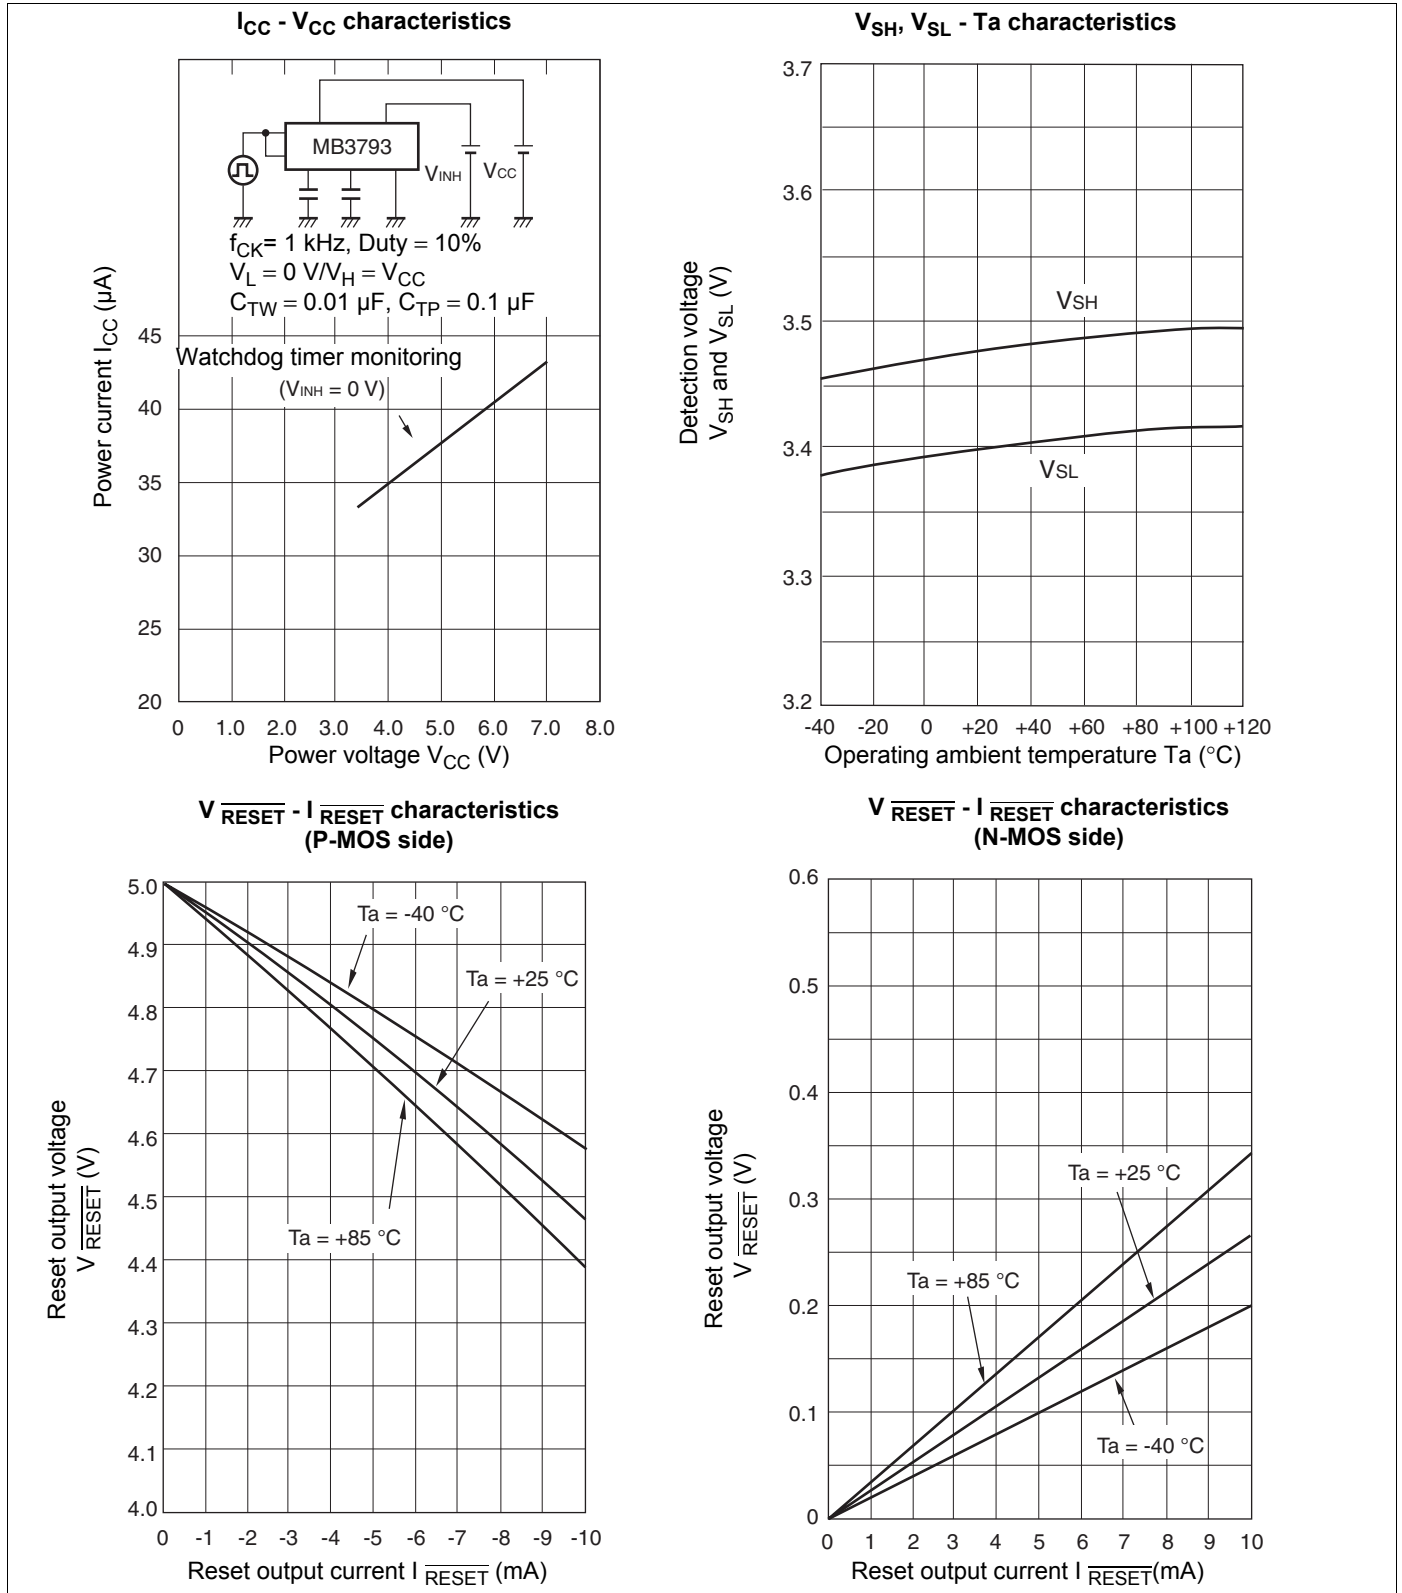 ICC - VCC characteristics
MB3793
VINH
VCC
fCK= 1 kHz, Duty = 10%
VL = 0 V/VH = VCC
CTW = 0.01 µF, CTP = 0.1 µF
Watchdog timer monitoring
(VINH = 0 V)
Power current ICC (µA)
45
40
35
30
25
20
0 1.0 2.0 3.0 4.0 5.0 6.0 7.0 8.0
Power voltage VCC (V)
VSH, VSL - Ta characteristics
Detection voltage
VSH and VSL (V)
3.7
3.6
3.5
3.4
3.3
3.2
VSH
VSL
-40 -20 0 +20 +40 +60 +80 +100 +120
Operating ambient temperature Ta (°C)
V RESET - I RESET characteristics
(P-MOS side)
Reset output voltage
V RESET (V)
5.0
4.9
4.8
4.7
4.6
4.5
4.4
4.3
4.2
4.1
4.0
Ta = -40 °C
Ta = +25 °C
Ta = +85 °C
0 -1 -2 -3 -4 -5 -6 -7 -8 -9 -10
Reset output current I RESET (mA)
V RESET - I RESET characteristics
(N-MOS side)
Reset output voltage
V RESET (V)
0.6
0.5
0.4
0.3
0.2
0.1
0
Ta = +25 °C
Ta = +85 °C
Ta = -40 °C
0 1 2 3 4 5 6 7 8 9 10
Reset output current I RESET(mA)